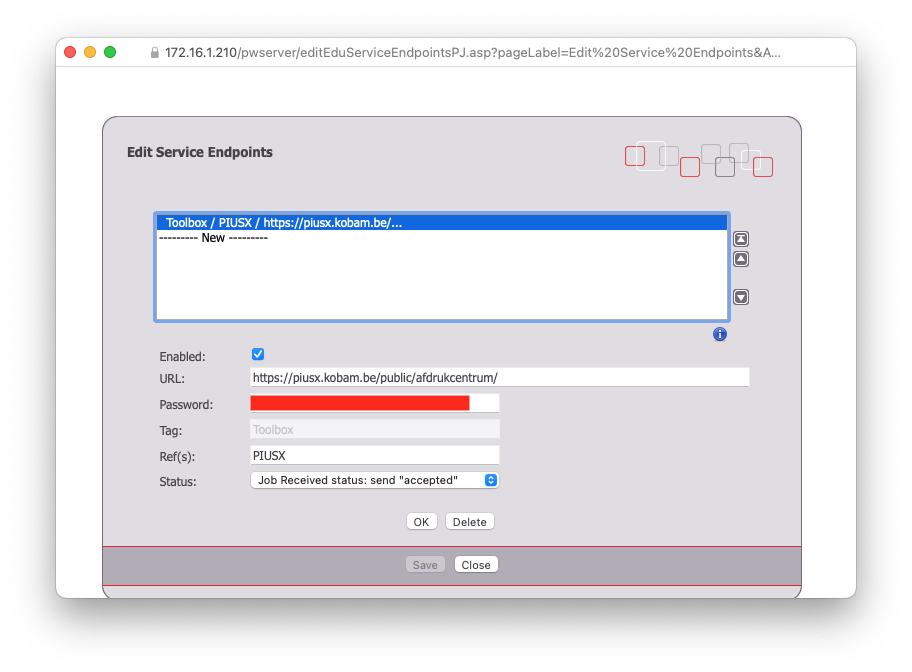 172.16.1.210/pwserver/editEduServiceEndpointsPJ.asp?pageLabel=Edit%20Service%20Endpoints&A...
Edit Service Endpoints
Toolbox / PIUSX / https://piusx.kobam.be/...
--------- New ---------
i
Enabled:
URL: https://piusx.kobam.be/public/afdrukcentrum/
Password:
Tag: Toolbox
Ref(s): PIUSX
Status: Job Received status: send "accepted"
OK Delete
Save Close